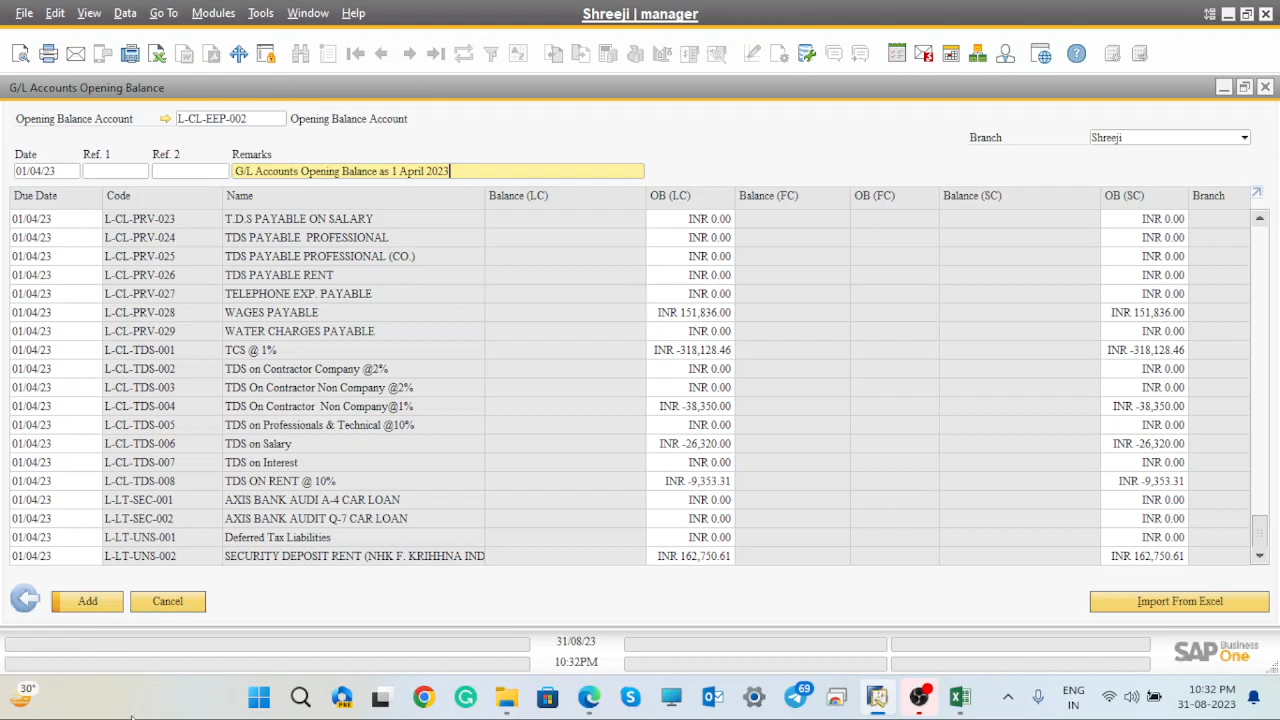 File Edit View Data Go To Modules Tools Window Help Shreeji | manager
G/L Accounts Opening Balance
Opening Balance Account L-CL-EEP-002 Opening Balance Account
Branch Shreeji
Date Ref. 1 Ref. 2 Remarks
01/04/23 G/L Accounts Opening Balance as 1 April 2023
Due Date Code Name Balance (LC) OB (LC) Balance (FC) OB (FC) Balance (SC) OB (SC) Branch
01/04/23 L-CL-PRV-023 T.D.S PAYABLE ON SALARY INR 0.00 INR 0.00
01/04/23 L-CL-PRV-024 TDS PAYABLE PROFESSIONAL INR 0.00 INR 0.00
01/04/23 L-CL-PRV-025 TDS PAYABLE PROFESSIONAL (CO.) INR 0.00 INR 0.00
01/04/23 L-CL-PRV-026 TDS PAYABLE RENT INR 0.00 INR 0.00
01/04/23 L-CL-PRV-027 TELEPHONE EXP. PAYABLE INR 0.00 INR 0.00
01/04/23 L-CL-PRV-028 WAGES PAYABLE INR 151,836.00 INR 151,836.00
01/04/23 L-CL-PRV-029 WATER CHARGES PAYABLE INR 0.00 INR 0.00
01/04/23 L-CL-TDS-001 TCS @ 1% INR -318,128.46 INR -318,128.46
01/04/23 L-CL-TDS-002 TDS on Contractor Company @2% INR 0.00 INR 0.00
01/04/23 L-CL-TDS-003 TDS On Contractor Non Company@2% INR 0.00 INR 0.00
01/04/23 L-CL-TDS-004 TDS On Contractor Non Company@1% INR -38,350.00 INR -38,350.00
01/04/23 L-CL-TDS-005 TDS on Professionals & Technical @10% INR 0.00 INR 0.00
01/04/23 L-CL-TDS-006 TDS on Salary INR -26,320.00 INR -26,320.00
01/04/23 L-CL-TDS-007 TDS on Interest INR 0.00 INR 0.00
01/04/23 L-CL-TDS-008 TDS ON RENT @ 10% INR -9,353.31 INR -9,353.31
01/04/23 L-LT-SEC-001 AXIS BANK AUDI A-4 CAR LOAN INR 0.00 INR 0.00
01/04/23 L-LT-SEC-002 AXIS BANK AUDIT Q-7 CAR LOAN INR 0.00 INR 0.00
01/04/23 L-LT-UNS-001 Deferred Tax Liabilities INR 0.00 INR 0.00
01/04/23 L-LT-UNS-002 SECURITY DEPOSIT RENT (NHK F. KRIHHNA IND INR 162,750.61 INR 162,750.61
Add Cancel Import From Excel
31/08/23
10:32PM
SAP Business One
30°
PRE
69
ENG
IN
10:32 PM
31-08-2023